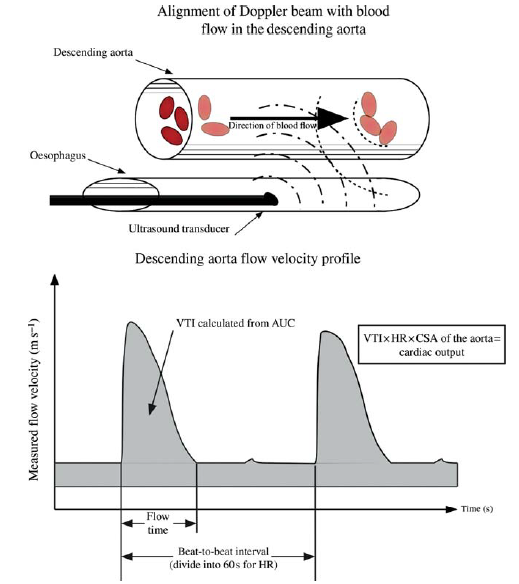 Alignment of Doppler beam with blood
flow in the descending aorta
Descending aorta
Direction of blood flow
Oesophagus
Ultrasound transducer
Descending aorta flow velocity profile
Measured flow velocity (m s⁻¹)
VTI calculated from AUC
VTI×HR×CSA of the aorta=
cardiac output
Time (s)
Flow
time
Beat-to-beat interval
(divide into 60s for HR)